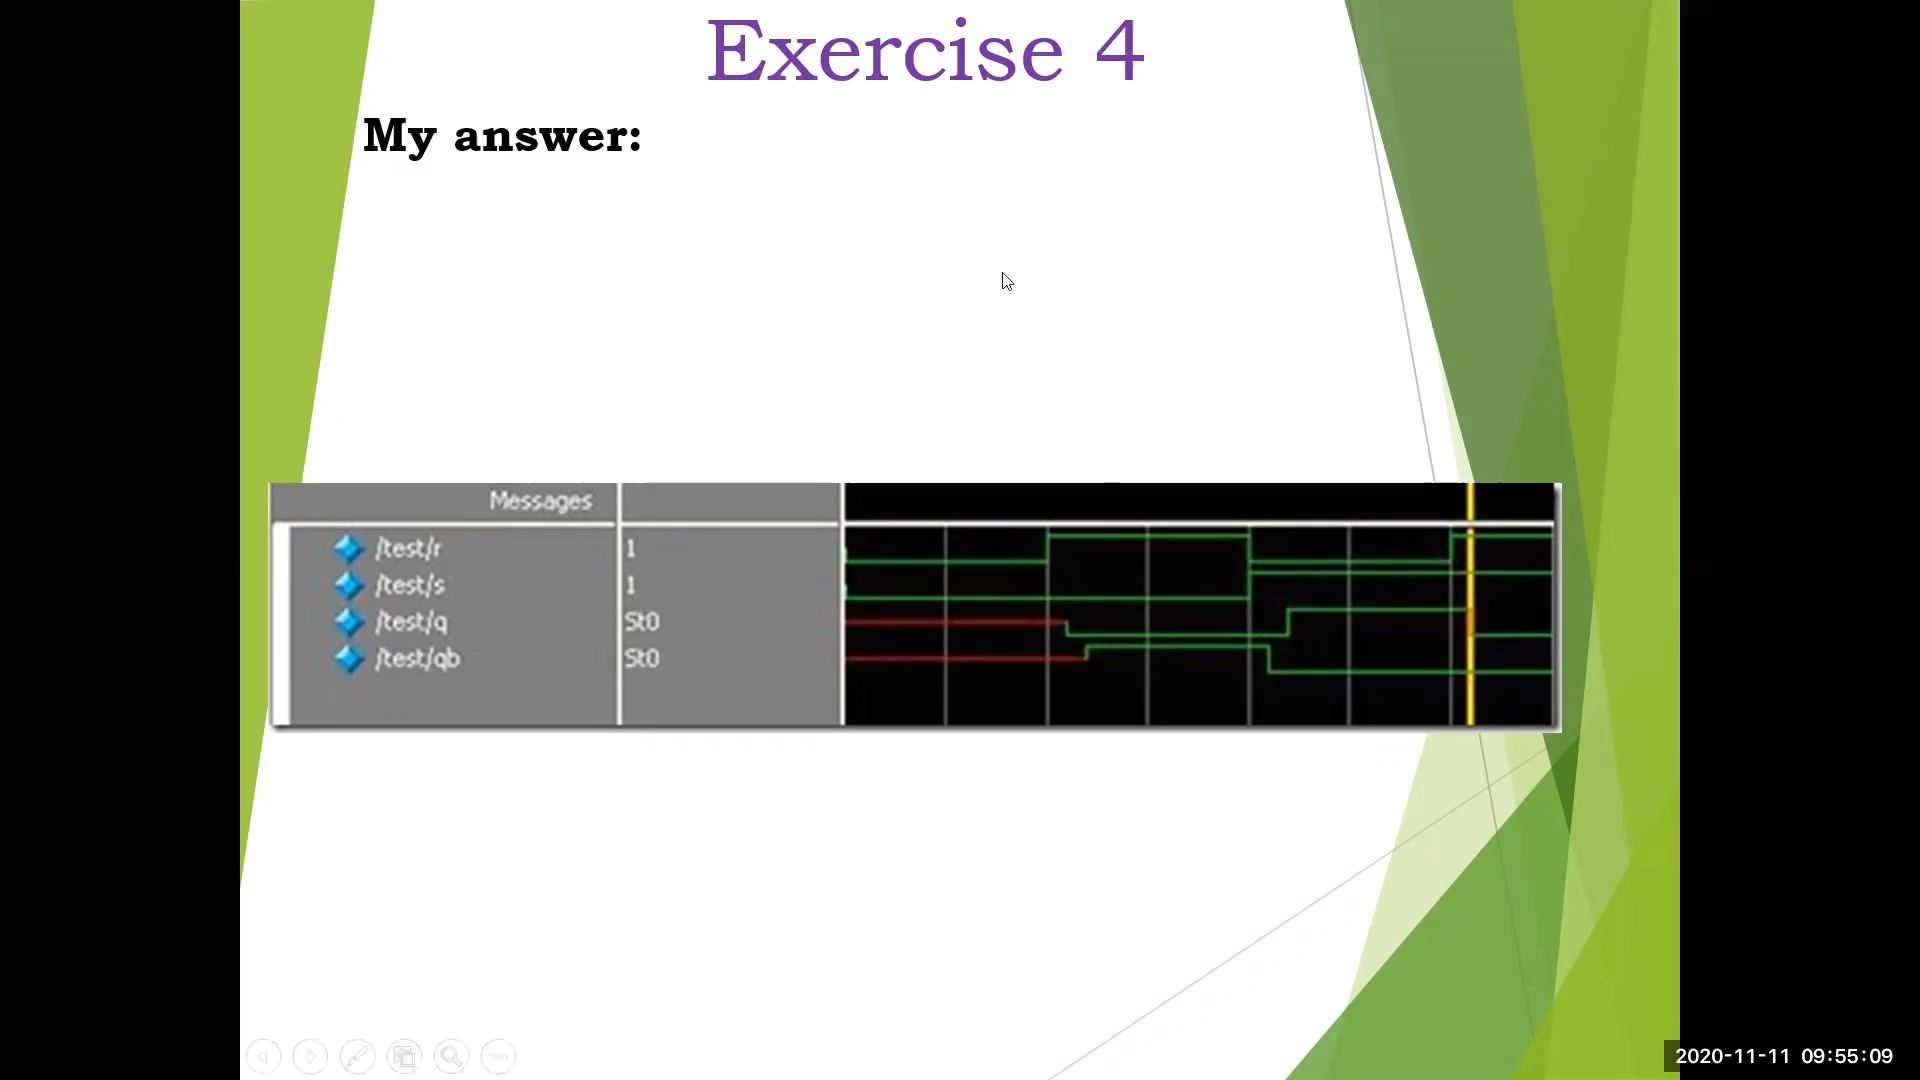 Exercise 4
My answer:
Messages
/test/r 1
/test/s 1
/test/q St0
/test/qb St0
2020-11-11 09:55:09